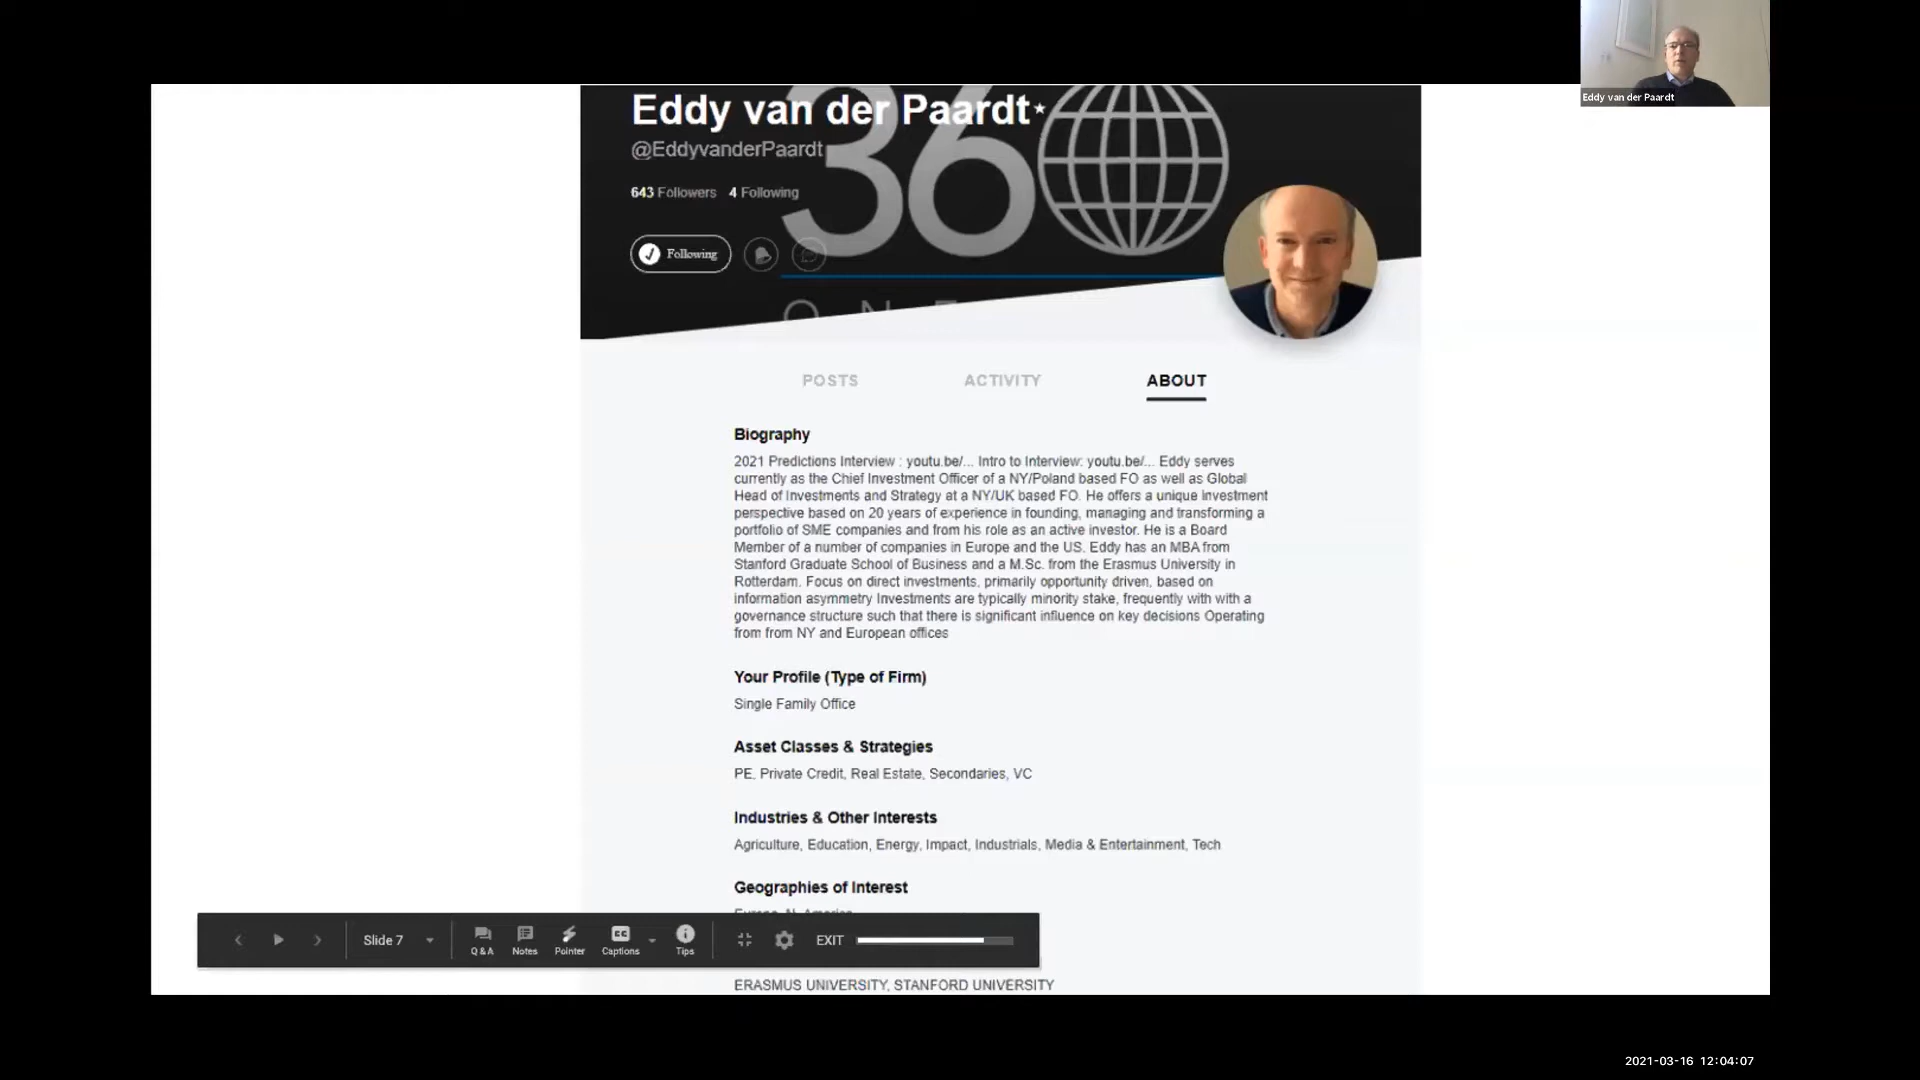 Eddy van der Paardt
Eddy van der Paardt*
@EddyvanderPaardt
360
643 Followers 4 Following
Following
POSTS ACTIVITY ABOUT
Biography
2021 Predictions Interview : youtu.be/... Intro to Interview: youtu.be/... Eddy serves
currently as the Chief Investment Officer of a NY/Poland based FO as well as Global
Head of Investments and Strategy at a NY/UK based FO. He offers a unique investment
perspective based on 20 years of experience in founding, managing and transforming a
portfolio of SME companies and from his role as an active investor. He is a Board
Member of a number of companies in Europe and the US. Eddy has an MBA from
Stanford Graduate School of Business and a M.Sc. from the Erasmus University in
Rotterdam. Focus on direct investments, primarily opportunity driven, based on
information asymmetry Investments are typically minority stake, frequently with with a
governance structure such that there is significant influence on key decisions Operating
from from NY and European offices
Your Profile (Type of Firm)
Single Family Office
Asset Classes & Strategies
PE, Private Credit, Real Estate, Secondaries, VC
Industries & Other Interests
Agriculture, Education, Energy, Impact, Industrials, Media & Entertainment, Tech
Geographies of Interest
Europe, N. America
Slide 7 Q & A Notes Pointer CC Captions Tips EXIT
ERASMUS UNIVERSITY, STANFORD UNIVERSITY
2021-03-16 12:04:07